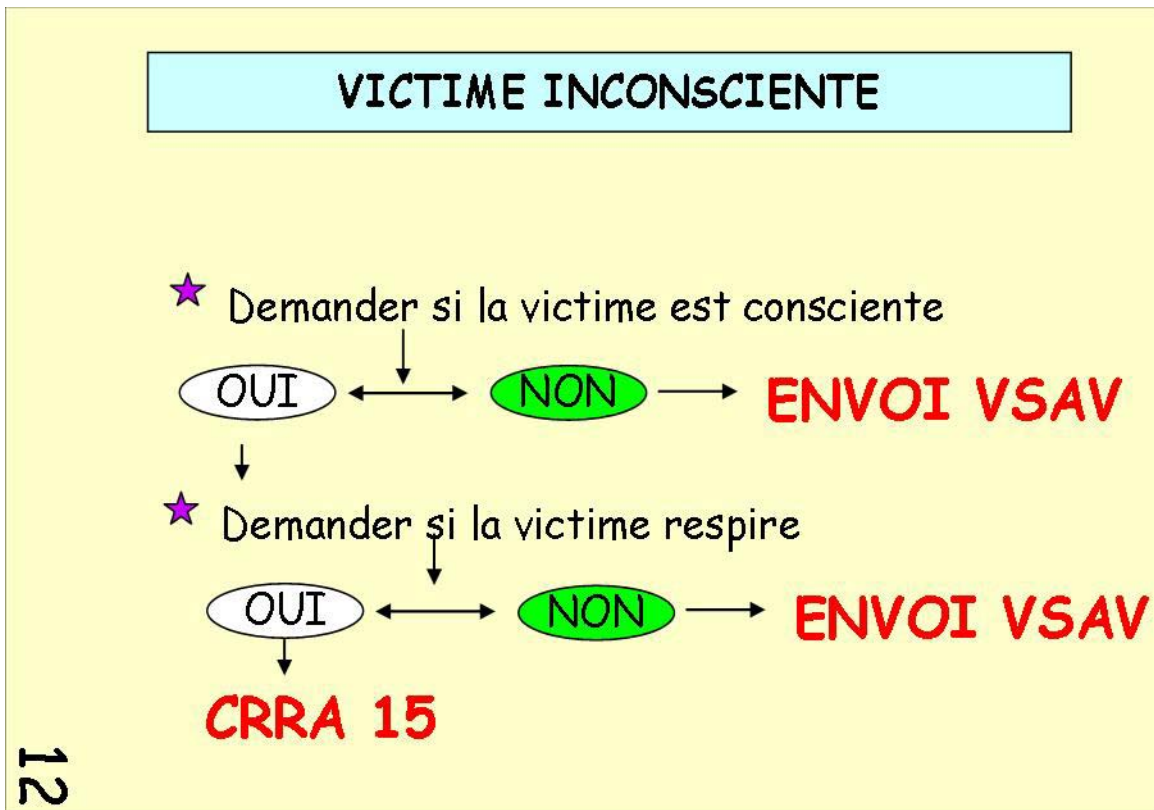 VICTIME INCONSCIENTE
Demander si la victime est consciente
OUI NON ENVOI VSAV
Demander si la victime respire
OUI NON ENVOI VSAV
CRRA 15
12